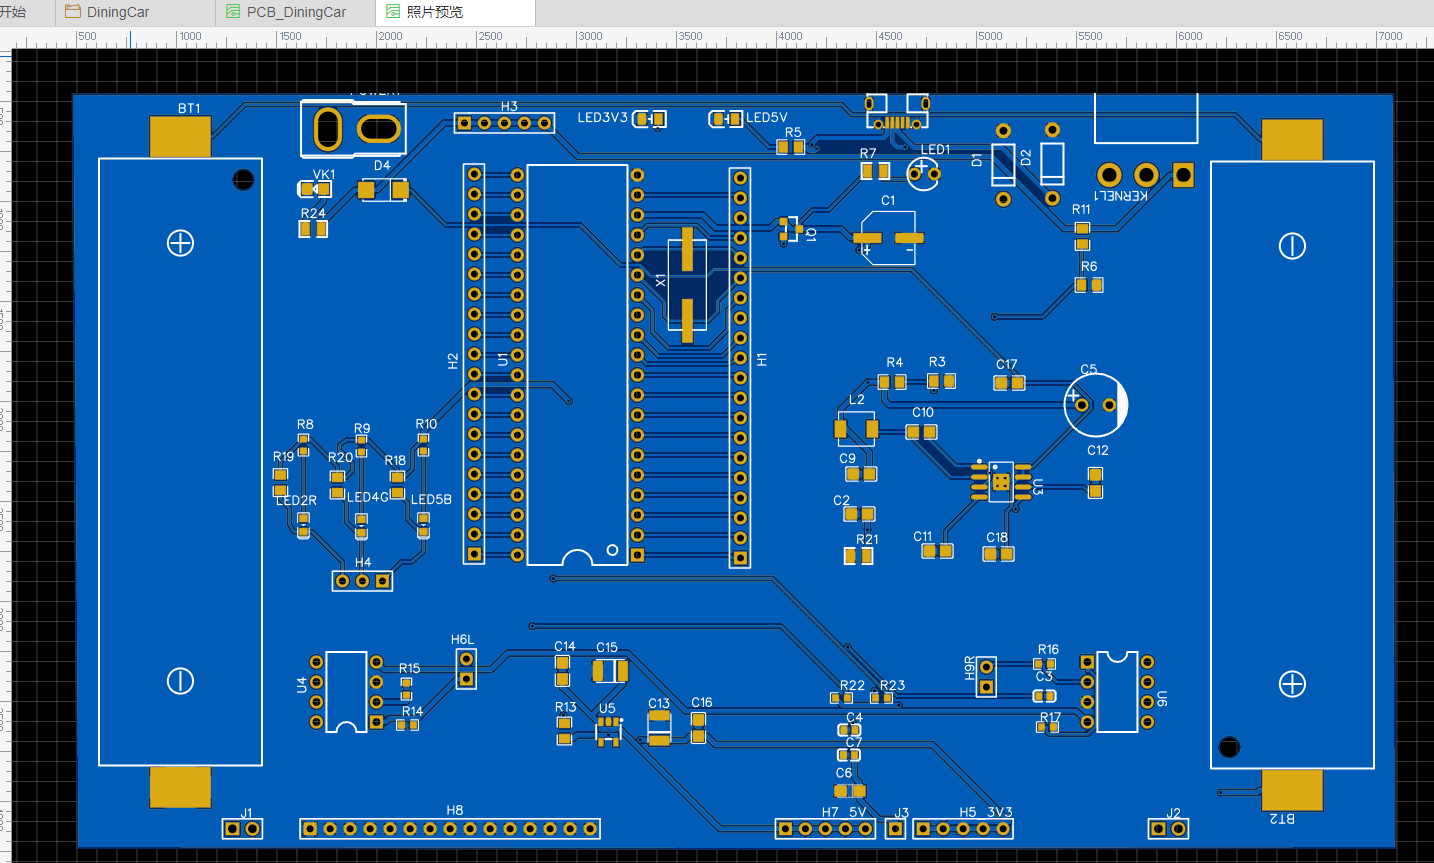 开始 DiningCar PCB_DiningCar 照片预览
500 1000 1500 2000 2500 3000 3500 4000 4500 5000 5500 6000 6500 7000
BT1
H3
LED3V3
LED5V
R5
R7
LED1
D1
D2
D4
VK1
R24
C1
KERNEL1
R11
Q1
R6
X1
H2
U1
H1
R4
R3
C17
C5
L2
C10
C12
R8
R9
R10
R19
R20
R18
C9
U3
LED2R
LED4G
LED5B
C2
R21
C11
C18
H4
H6L
C14
C15
R16
H9R
C3
U4
R15
R22
R23
U6
R14
R13
U5
C13
C16
C4
R17
C7
C6
J1
H8
H7 5V
J3
H5 3V3
J2
BT2